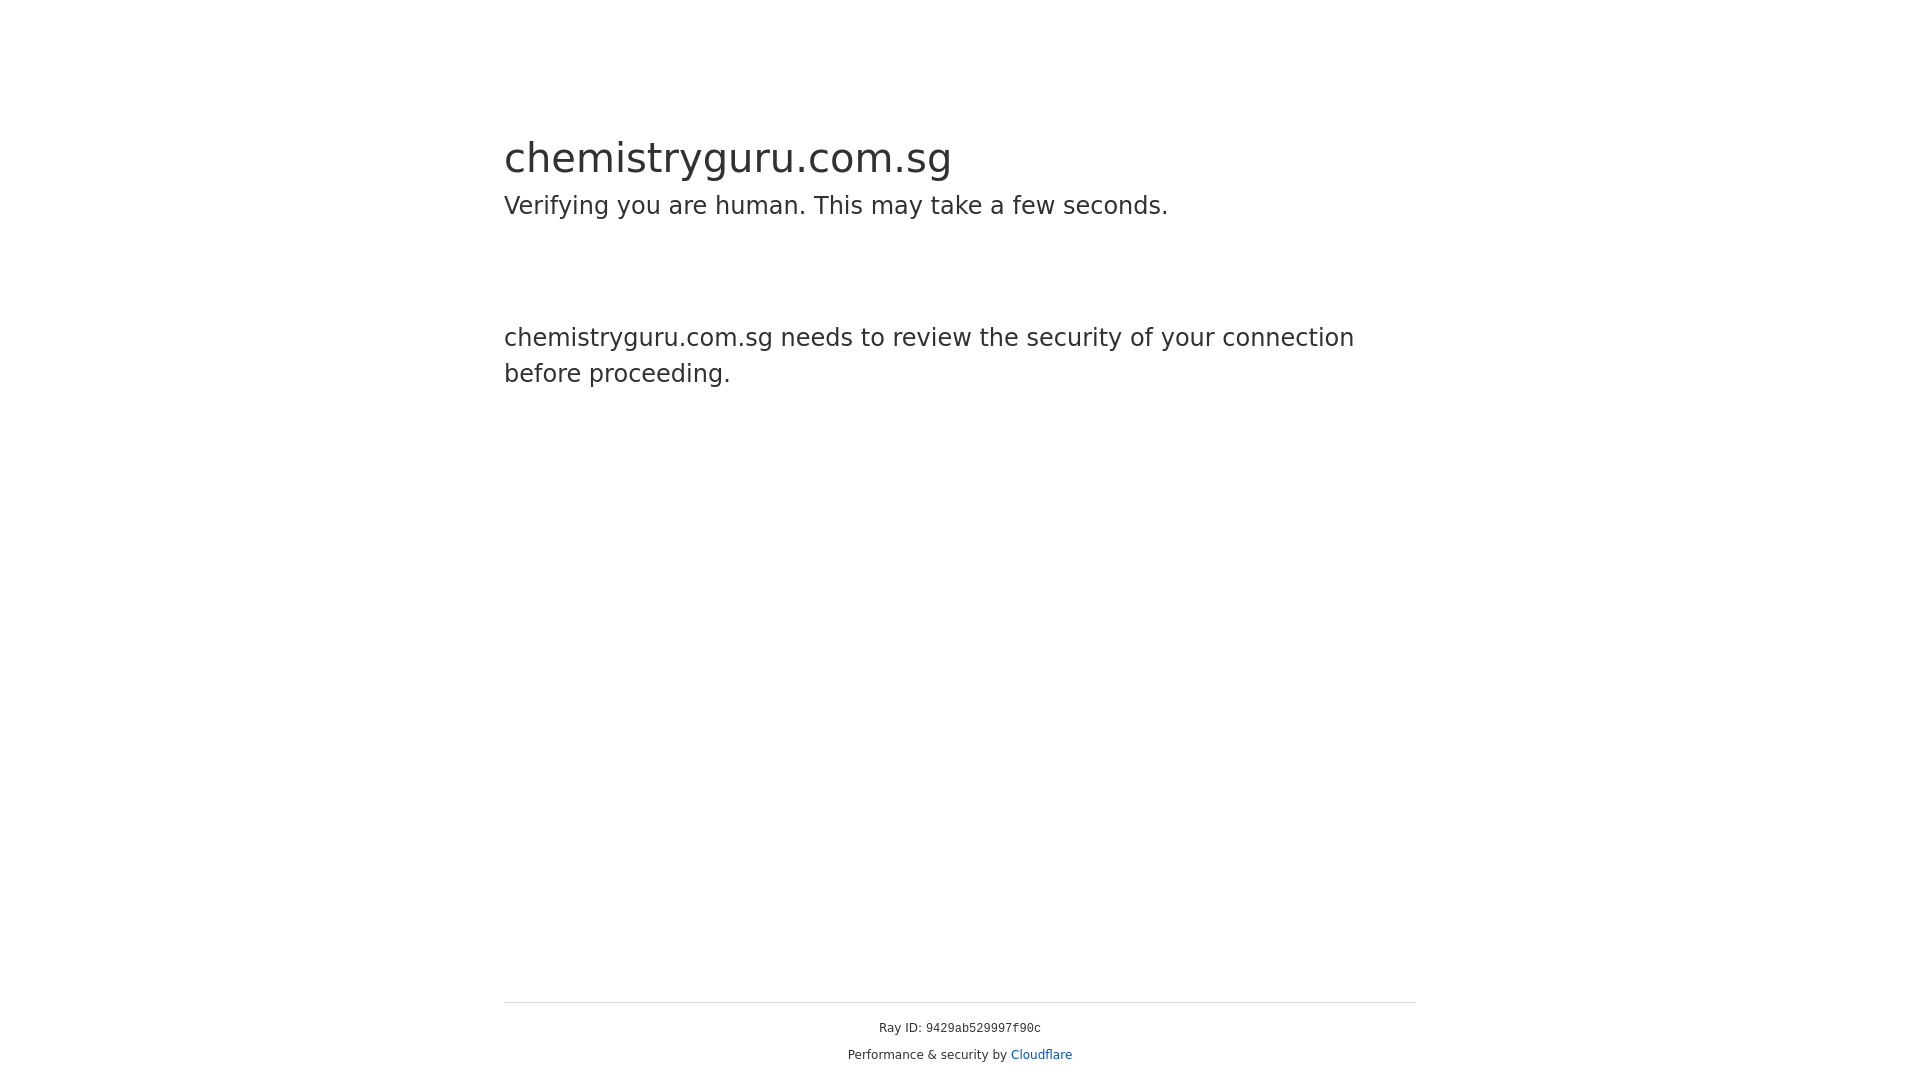 chemistryguru.com.sg
Verifying you are human. This may take a few seconds.
chemistryguru.com.sg needs to review the security of your connection
before proceeding.
Ray ID: 9429ab529997f90c
Performance & security by Cloudflare